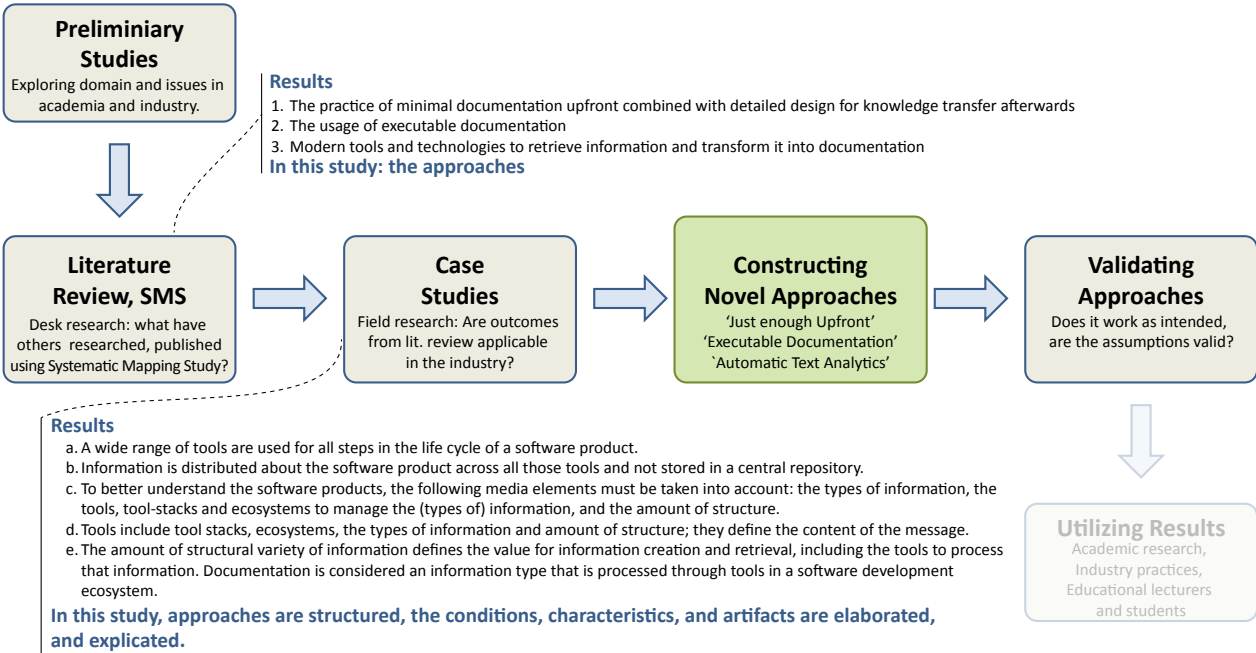 Preliminiary
Studies
Exploring domain and issues in
academia and industry.
Results
1. The practice of minimal documentation upfront combined with detailed design for knowledge transfer afterwards
2. The usage of executable documentation
3. Modern tools and technologies to retrieve information and transform it into documentation
In this study: the approaches
Literature
Review, SMS
Desk research: what have
others researched, published
using Systematic Mapping Study?
Case
Studies
Field research: Are outcomes
from lit. review applicable
in the industry?
Constructing
Novel Approaches
‘Just enough Upfront’
‘Executable Documentation’
`Automatic Text Analytics’
Validating
Approaches
Does it work as intended,
are the assumptions valid?
Results
a. A wide range of tools are used for all steps in the life cycle of a software product.
b. Information is distributed about the software product across all those tools and not stored in a central repository.
c. To better understand the software products, the following media elements must be taken into account: the types of information, the
tools, tool-stacks and ecosystems to manage the (types of) information, and the amount of structure.
d. Tools include tool stacks, ecosystems, the types of information and amount of structure; they define the content of the message.
e. The amount of structural variety of information defines the value for information creation and retrieval, including the tools to process
that information. Documentation is considered an information type that is processed through tools in a software development
ecosystem.
In this study, approaches are structured, the conditions, characteristics, and artifacts are elaborated,
and explicated.
Utilizing Results
Academic research,
Industry practices,
Educational lecturers
and students